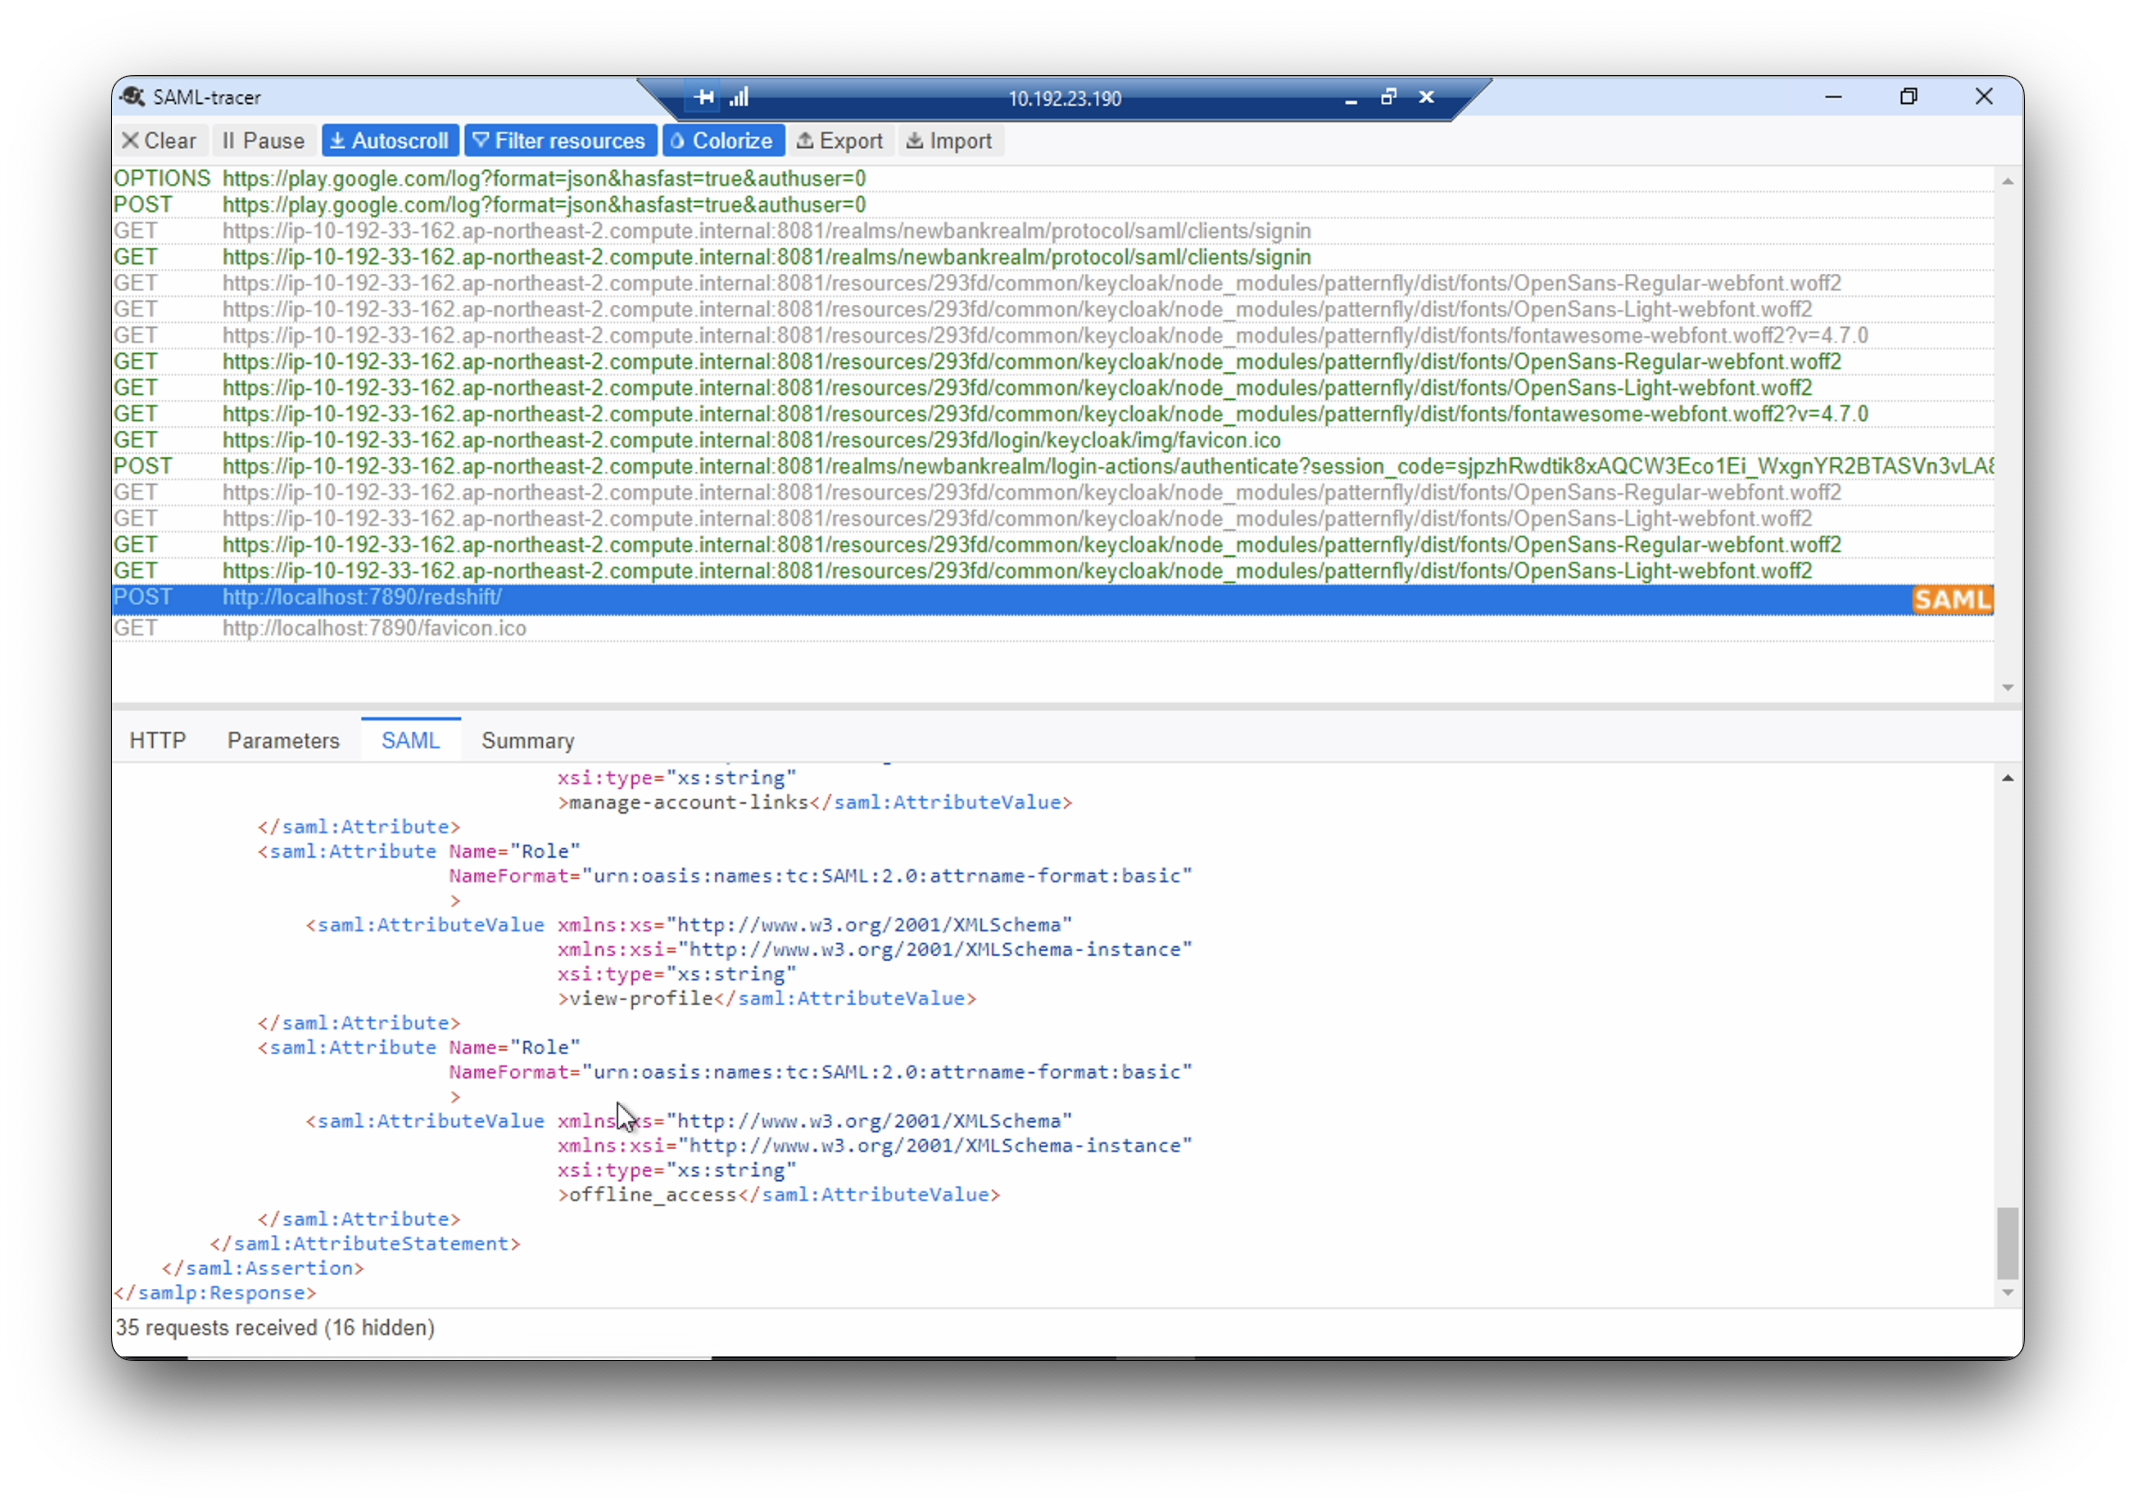 SAML-tracer
10.192.23.190
Clear Pause Autoscroll Filter resources Colorize Export Import
OPTIONS https://play.google.com/log?format=json&hasfast=true&authuser=0
POST https://play.google.com/log?format=json&hasfast=true&authuser=0
GET https://ip-10-192-33-162.ap-northeast-2.compute.internal:8081/realms/newbankrealm/protocol/saml/clients/signin
GET https://ip-10-192-33-162.ap-northeast-2.compute.internal:8081/realms/newbankrealm/protocol/saml/clients/signin
GET https://ip-10-192-33-162.ap-northeast-2.compute.internal:8081/resources/293fd/common/keycloak/node_modules/patternfly/dist/fonts/OpenSans-Regular-webfont.woff2
GET https://ip-10-192-33-162.ap-northeast-2.compute.internal:8081/resources/293fd/common/keycloak/node_modules/patternfly/dist/fonts/OpenSans-Light-webfont.woff2
GET https://ip-10-192-33-162.ap-northeast-2.compute.internal:8081/resources/293fd/common/keycloak/node_modules/patternfly/dist/fonts/fontawesome-webfont.woff2?v=4.7.0
GET https://ip-10-192-33-162.ap-northeast-2.compute.internal:8081/resources/293fd/common/keycloak/node_modules/patternfly/dist/fonts/OpenSans-Regular-webfont.woff2
GET https://ip-10-192-33-162.ap-northeast-2.compute.internal:8081/resources/293fd/common/keycloak/node_modules/patternfly/dist/fonts/OpenSans-Light-webfont.woff2
GET https://ip-10-192-33-162.ap-northeast-2.compute.internal:8081/resources/293fd/common/keycloak/node_modules/patternfly/dist/fonts/fontawesome-webfont.woff2?v=4.7.0
GET https://ip-10-192-33-162.ap-northeast-2.compute.internal:8081/resources/293fd/login/keycloak/img/favicon.ico
POST https://ip-10-192-33-162.ap-northeast-2.compute.internal:8081/realms/newbankrealm/login-actions/authenticate?session_code=sjpzhRwdtik8xAQCW3Eco1Ei_WxgnYR2BTASVn3vLA8
GET https://ip-10-192-33-162.ap-northeast-2.compute.internal:8081/resources/293fd/common/keycloak/node_modules/patternfly/dist/fonts/OpenSans-Regular-webfont.woff2
GET https://ip-10-192-33-162.ap-northeast-2.compute.internal:8081/resources/293fd/common/keycloak/node_modules/patternfly/dist/fonts/OpenSans-Light-webfont.woff2
GET https://ip-10-192-33-162.ap-northeast-2.compute.internal:8081/resources/293fd/common/keycloak/node_modules/patternfly/dist/fonts/OpenSans-Regular-webfont.woff2
GET https://ip-10-192-33-162.ap-northeast-2.compute.internal:8081/resources/293fd/common/keycloak/node_modules/patternfly/dist/fonts/OpenSans-Light-webfont.woff2
POST http://localhost:7890/redshift/ SAML
GET http://localhost:7890/favicon.ico
HTTP Parameters SAML Summary
xsi:type="xs:string"
>manage-account-links</saml:AttributeValue>
</saml:Attribute>
<saml:Attribute Name="Role"
NameFormat="urn:oasis:names:tc:SAML:2.0:attrname-format:basic"
>
<saml:AttributeValue xmlns:xs="http://www.w3.org/2001/XMLSchema"
xmlns:xsi="http://www.w3.org/2001/XMLSchema-instance"
xsi:type="xs:string"
>view-profile</saml:AttributeValue>
</saml:Attribute>
<saml:Attribute Name="Role"
NameFormat="urn:oasis:names:tc:SAML:2.0:attrname-format:basic"
>
<saml:AttributeValue xmlns:xs="http://www.w3.org/2001/XMLSchema"
xmlns:xsi="http://www.w3.org/2001/XMLSchema-instance"
xsi:type="xs:string"
>offline_access</saml:AttributeValue>
</saml:Attribute>
</saml:AttributeStatement>
</saml:Assertion>
</samlp:Response>
35 requests received (16 hidden)